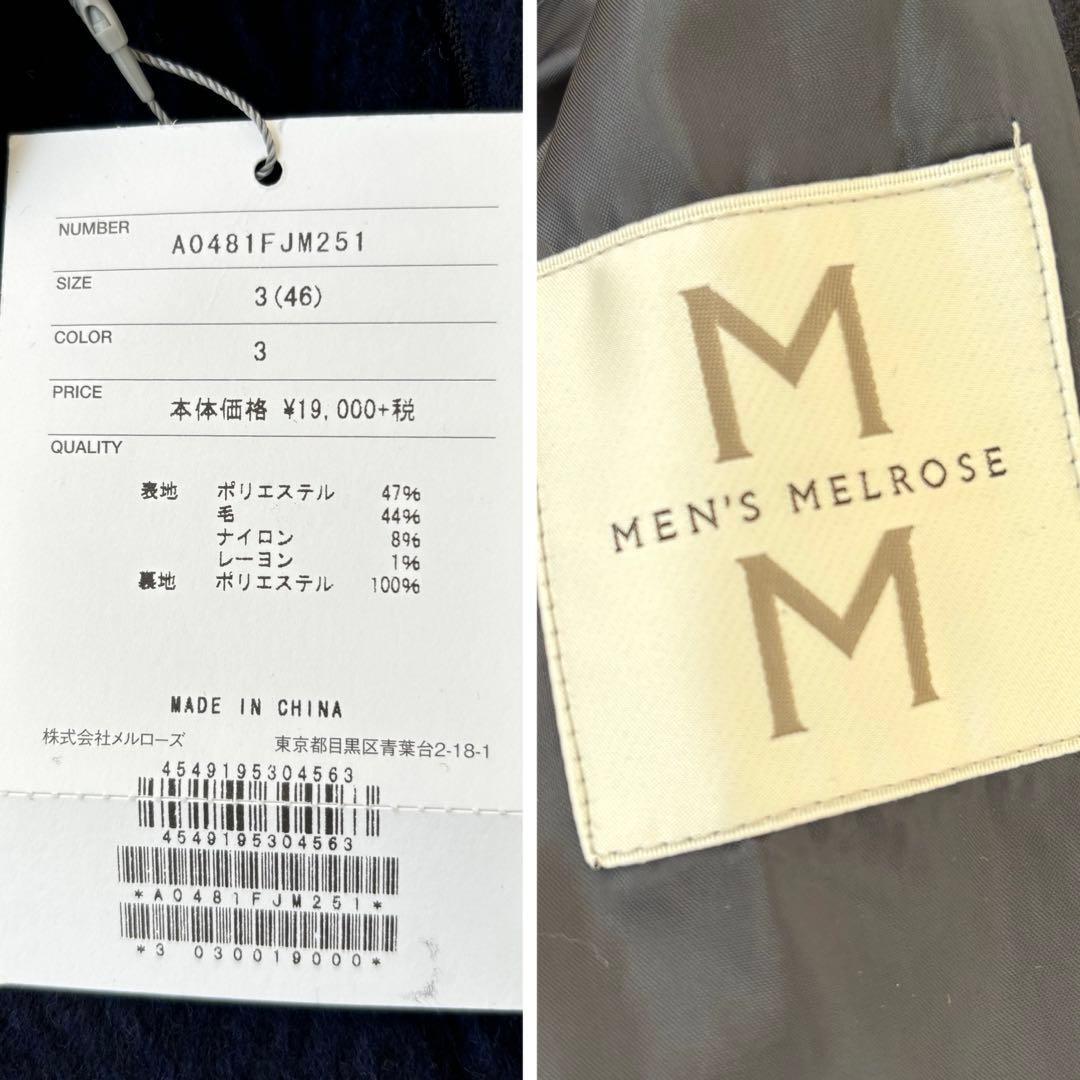 NUMBER A0481FJM251
SIZE 3(46)
COLOR 3
PRICE 本体価格 ¥19,000+税
QUALITY
表地 ポリエステル 47%
毛 44%
ナイロン 8%
レーヨン 1%
裏地 ポリエステル 100%
MADE IN CHINA
株式会社メルローズ 東京都目黒区青葉台2-18-1
4549195304563
4549195304563
*A0481FJM251*
*3 030019000*
M
MEN'S MELROSE
M